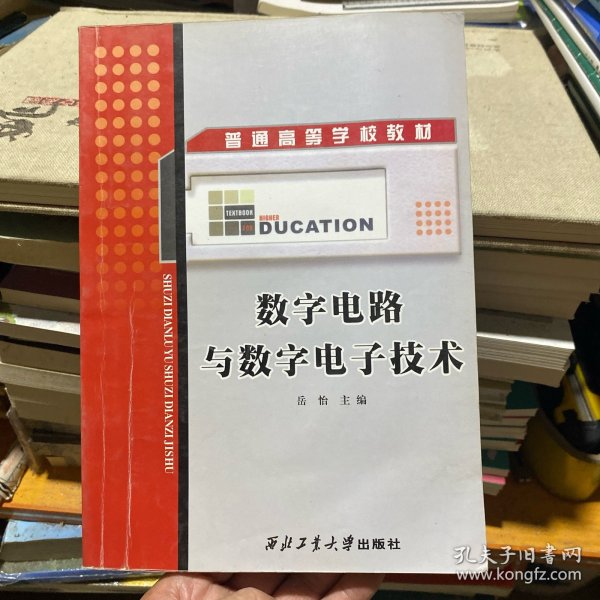 普通高等学校教材
TEXTBOOK
FOR
HIGHER
DUCATION
数字电路
与数字电子技术
岳 怡 主编
SHUZI DIANLU YU SHUZI DIANZI JISHU
西北工业大学出版社
孔夫子旧书网
www.kongfz.com